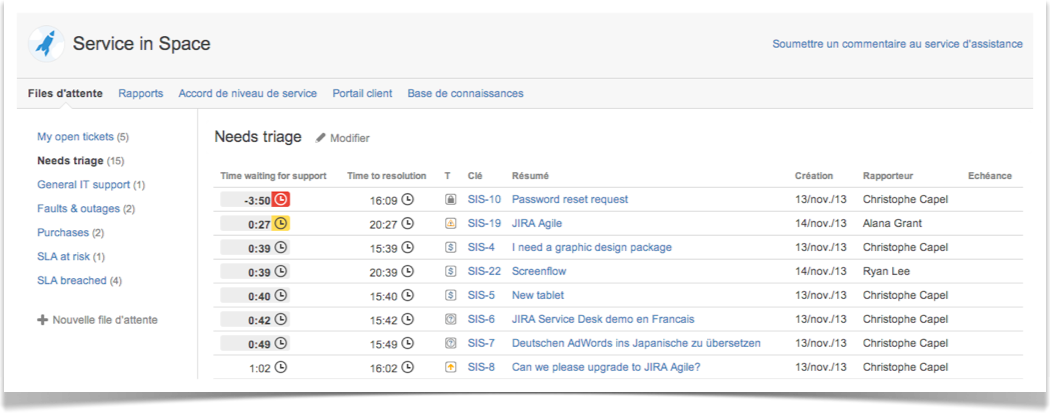 Service in Space
Soumettre un commentaire au service d'assistance
Files d'attente Rapports Accord de niveau de service Portail client Base de connaissances
My open tickets (5)
Needs triage (15)
General IT support (1)
Faults & outages (2)
Purchases (2)
SLA at risk (1)
SLA breached (4)
Nouvelle file d'attente
Needs triage Modifier
Time waiting for support Time to resolution T Clé Résumé Création Rapporteur Echéance
-3:50 16:09 SIS-10 Password reset request 13/nov./13 Christophe Capel
0:27 20:27 SIS-19 JIRA Agile 14/nov./13 Alana Grant
0:39 15:39 SIS-4 I need a graphic design package 13/nov./13 Christophe Capel
0:39 20:39 SIS-22 Screenflow 14/nov./13 Ryan Lee
0:40 15:40 SIS-5 New tablet 13/nov./13 Christophe Capel
0:42 15:42 SIS-6 JIRA Service Desk demo en Francais 13/nov./13 Christophe Capel
0:49 15:49 SIS-7 Deutschen AdWords ins Japanische zu übersetzen 13/nov./13 Christophe Capel
1:02 16:02 SIS-8 Can we please upgrade to JIRA Agile? 13/nov./13 Christophe Capel